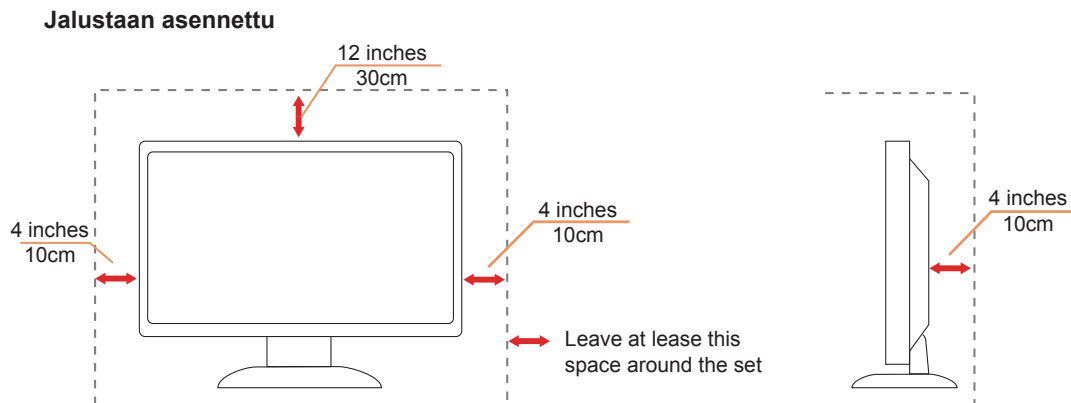 Jalustaan asennettu
12 inches
30cm
4 inches
10cm
4 inches
10cm
4 inches
10cm
Leave at lease this
space around the set